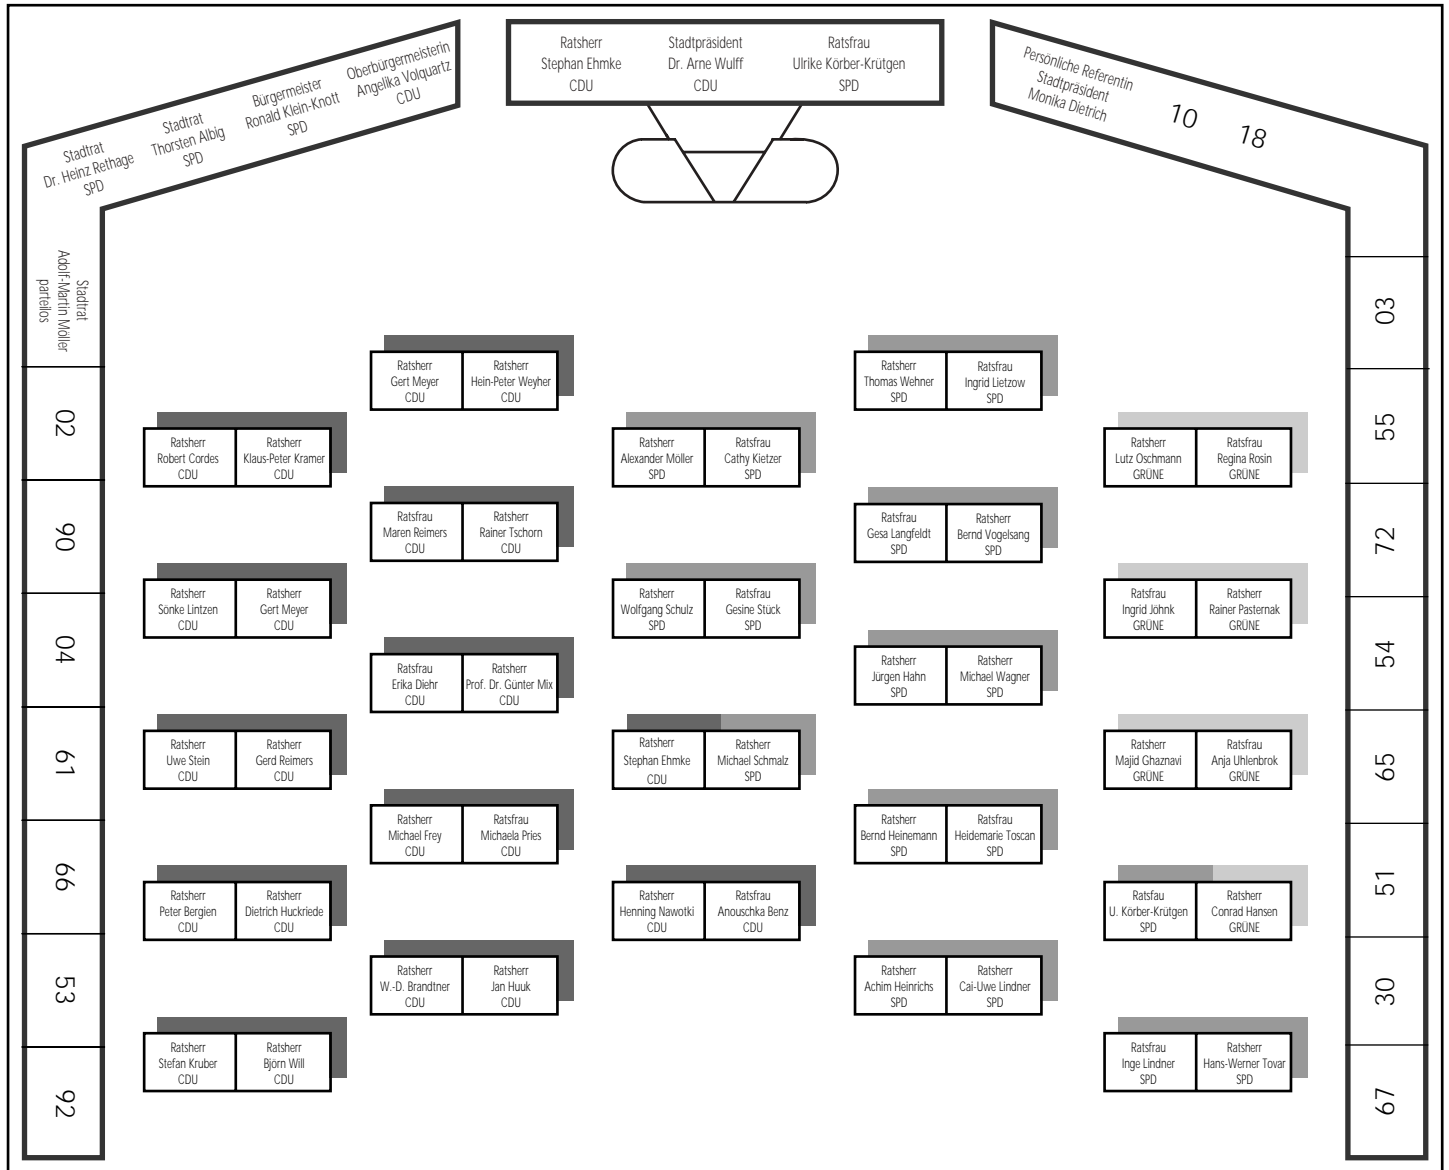 Ratsherr
Stephan Ehmke
CDU
Stadtpräsident
Dr. Arne Wulff
CDU
Ratsfrau
Ulrike Körber-Krütgen
SPD
Oberbürgermeisterin
Angelika Volquartz
CDU
Bürgermeister
Ronald Klein-Knott
SPD
Stadtrat
Thorsten Albig
SPD
Stadtrat
Dr. Heinz Rethage
SPD
Stadtrat
Adolf-Martin Möller
parteilos
02
90
04
61
66
53
92
Persönliche Referentin
Stadtpräsident
Monika Dietrich
10
18
03
55
72
54
65
51
30
67
Ratsherr
Robert Cordes
CDU
Ratsherr
Klaus-Peter Kramer
CDU
Ratsherr
Sönke Lintzen
CDU
Ratsherr
Gert Meyer
CDU
Ratsherr
Uwe Stein
CDU
Ratsherr
Gerd Reimers
CDU
Ratsherr
Peter Bergien
CDU
Ratsherr
Dietrich Huckriede
CDU
Ratsherr
Stefan Kruber
CDU
Ratsherr
Björn Will
CDU
Ratsherr
Gert Meyer
CDU
Ratsherr
Hein-Peter Weyher
CDU
Ratsfrau
Maren Reimers
CDU
Ratsherr
Rainer Tschorn
CDU
Ratsfrau
Erika Diehr
CDU
Ratsherr
Prof. Dr. Günter Mix
CDU
Ratsherr
Michael Frey
CDU
Ratsfrau
Michaela Pries
CDU
Ratsherr
W.-D. Brandtner
CDU
Ratsherr
Jan Huuk
CDU
Ratsherr
Alexander Möller
SPD
Ratsfrau
Cathy Kietzer
SPD
Ratsherr
Wolfgang Schulz
SPD
Ratsfrau
Gesine Stück
SPD
Ratsherr
Stephan Ehmke
CDU
Ratsherr
Michael Schmalz
SPD
Ratsherr
Henning Nawotki
CDU
Ratsfrau
Anouschka Benz
CDU
Ratsherr
Thomas Wehner
SPD
Ratsfrau
Ingrid Lietzow
SPD
Ratsfrau
Gesa Langfeldt
SPD
Ratsherr
Bernd Vogelsang
SPD
Ratsherr
Jürgen Hahn
SPD
Ratsherr
Michael Wagner
SPD
Ratsherr
Bernd Heinemann
SPD
Ratsfrau
Heidemarie Toscan
SPD
Ratsherr
Achim Heinrichs
SPD
Ratsherr
Cai-Uwe Lindner
SPD
Ratsherr
Lutz Oschmann
GRÜNE
Ratsfrau
Regina Rosin
GRÜNE
Ratsfrau
Ingrid Jöhnk
GRÜNE
Ratsherr
Rainer Pasternak
GRÜNE
Ratsherr
Majid Ghaznavi
GRÜNE
Ratsfrau
Anja Uhlenbrok
GRÜNE
Ratsfau
U. Körber-Krütgen
SPD
Ratsherr
Conrad Hansen
GRÜNE
Ratsfrau
Inge Lindner
SPD
Ratsherr
Hans-Werner Tovar
SPD